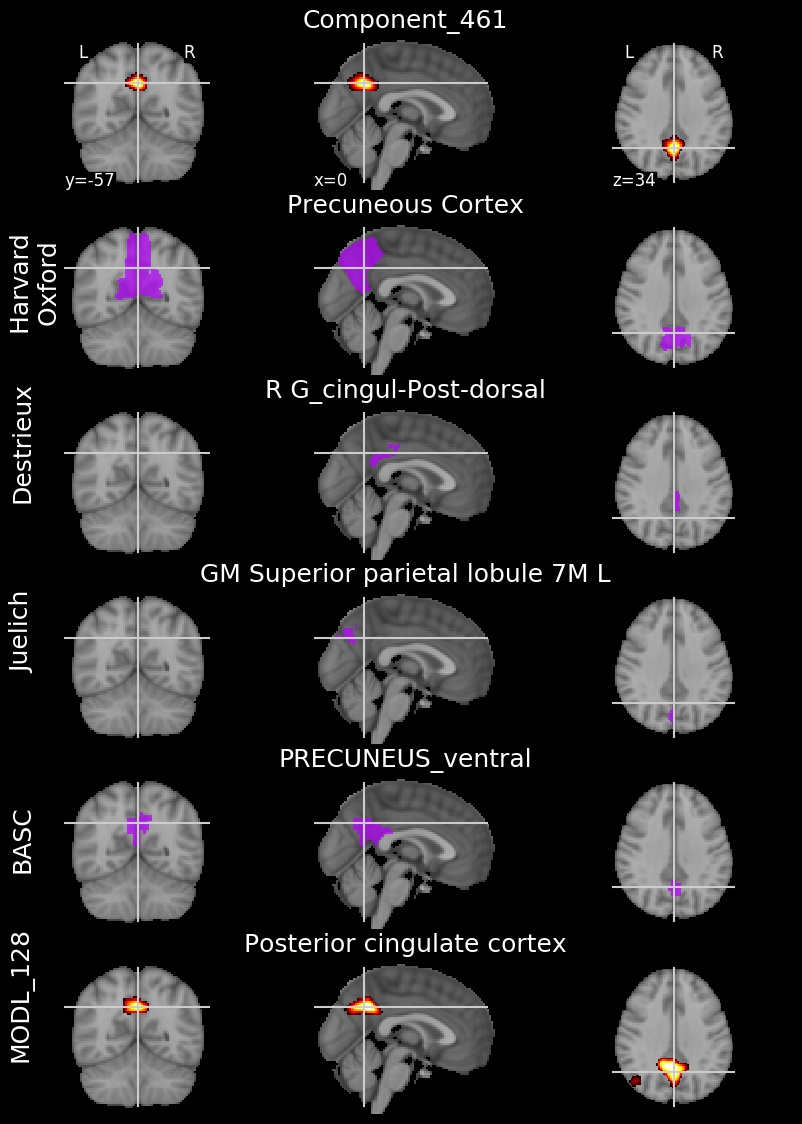 Component_461
L R L R
y=-57 x=0 z=34
Precuneous Cortex
Harvard
Oxford
R G_cingul-Post-dorsal
Destrieux
GM Superior parietal lobule 7M L
Juelich
PRECUNEUS_ventral
BASC
Posterior cingulate cortex
MODL_128